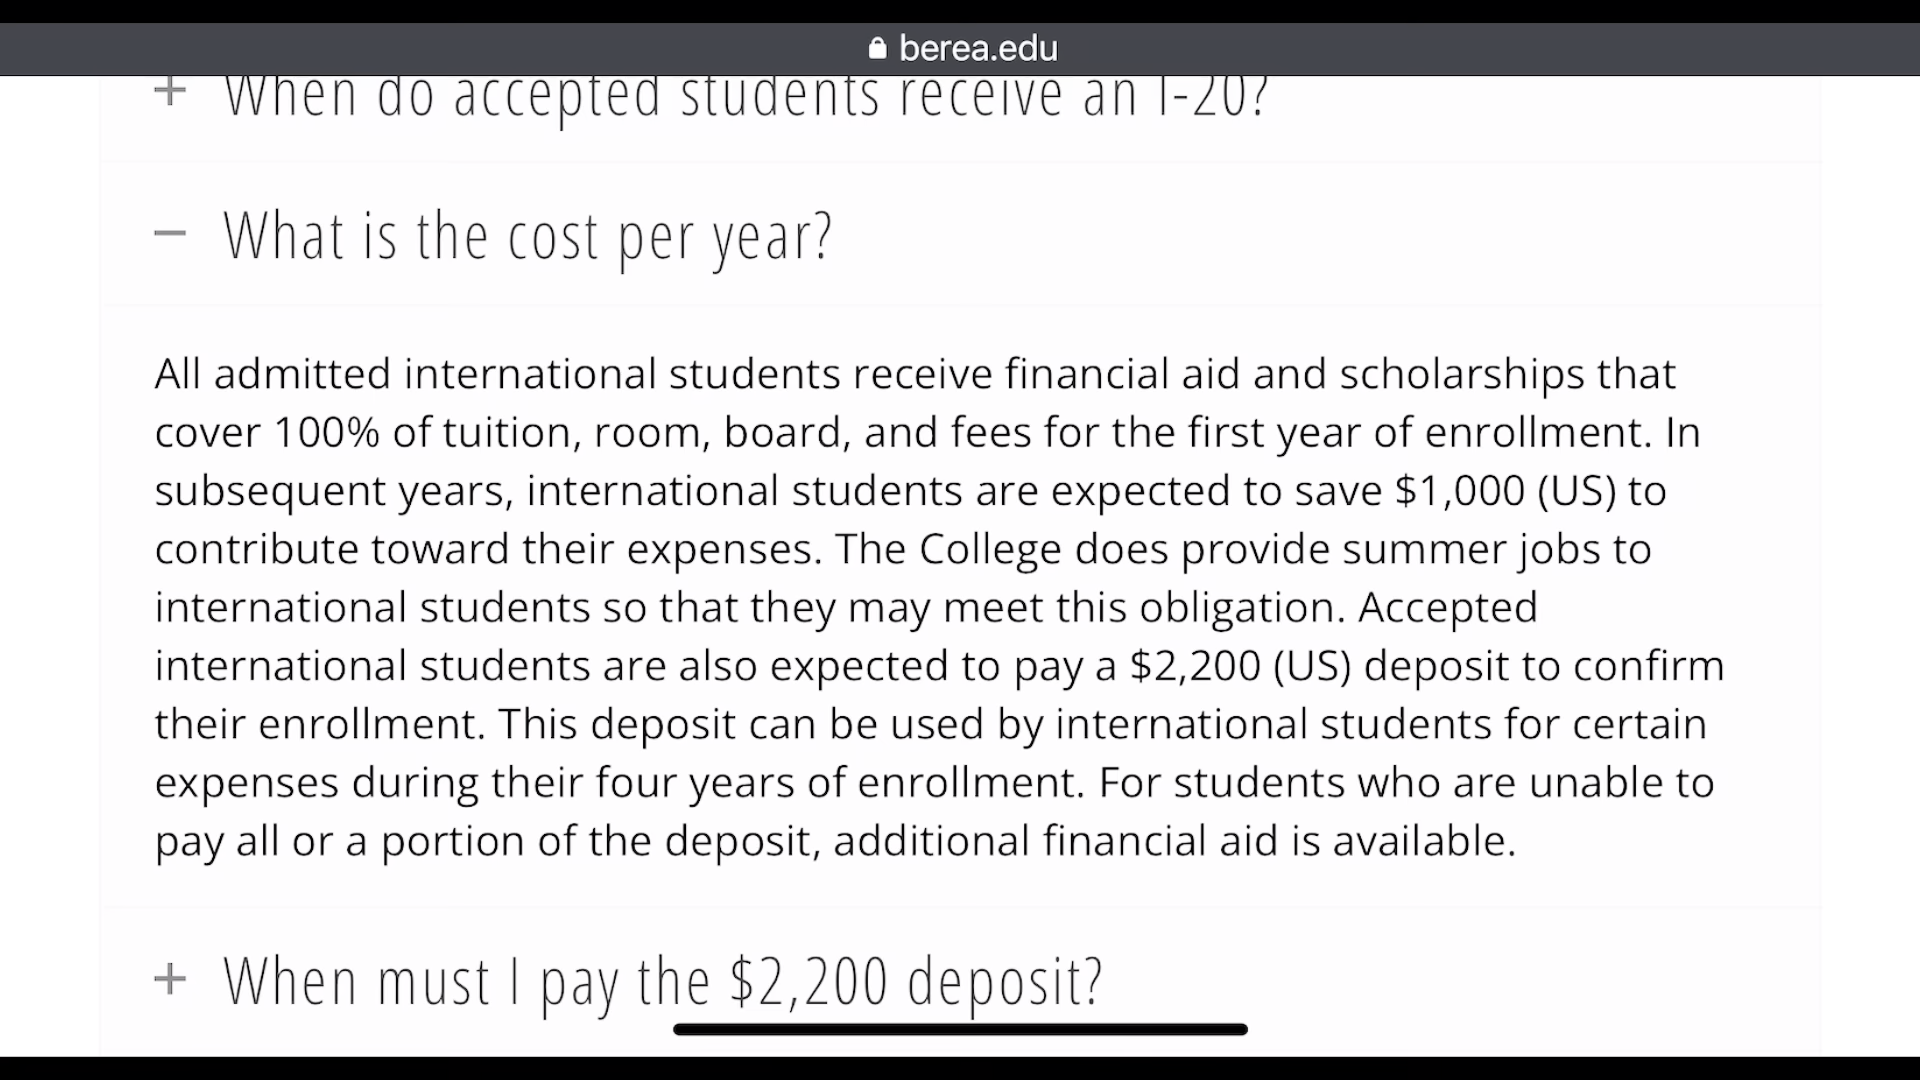 berea.edu
+ When do accepted students receive an I-20?
− What is the cost per year?
All admitted international students receive financial aid and scholarships that
cover 100% of tuition, room, board, and fees for the first year of enrollment. In
subsequent years, international students are expected to save $1,000 (US) to
contribute toward their expenses. The College does provide summer jobs to
international students so that they may meet this obligation. Accepted
international students are also expected to pay a $2,200 (US) deposit to confirm
their enrollment. This deposit can be used by international students for certain
expenses during their four years of enrollment. For students who are unable to
pay all or a portion of the deposit, additional financial aid is available.
+ When must I pay the $2,200 deposit?